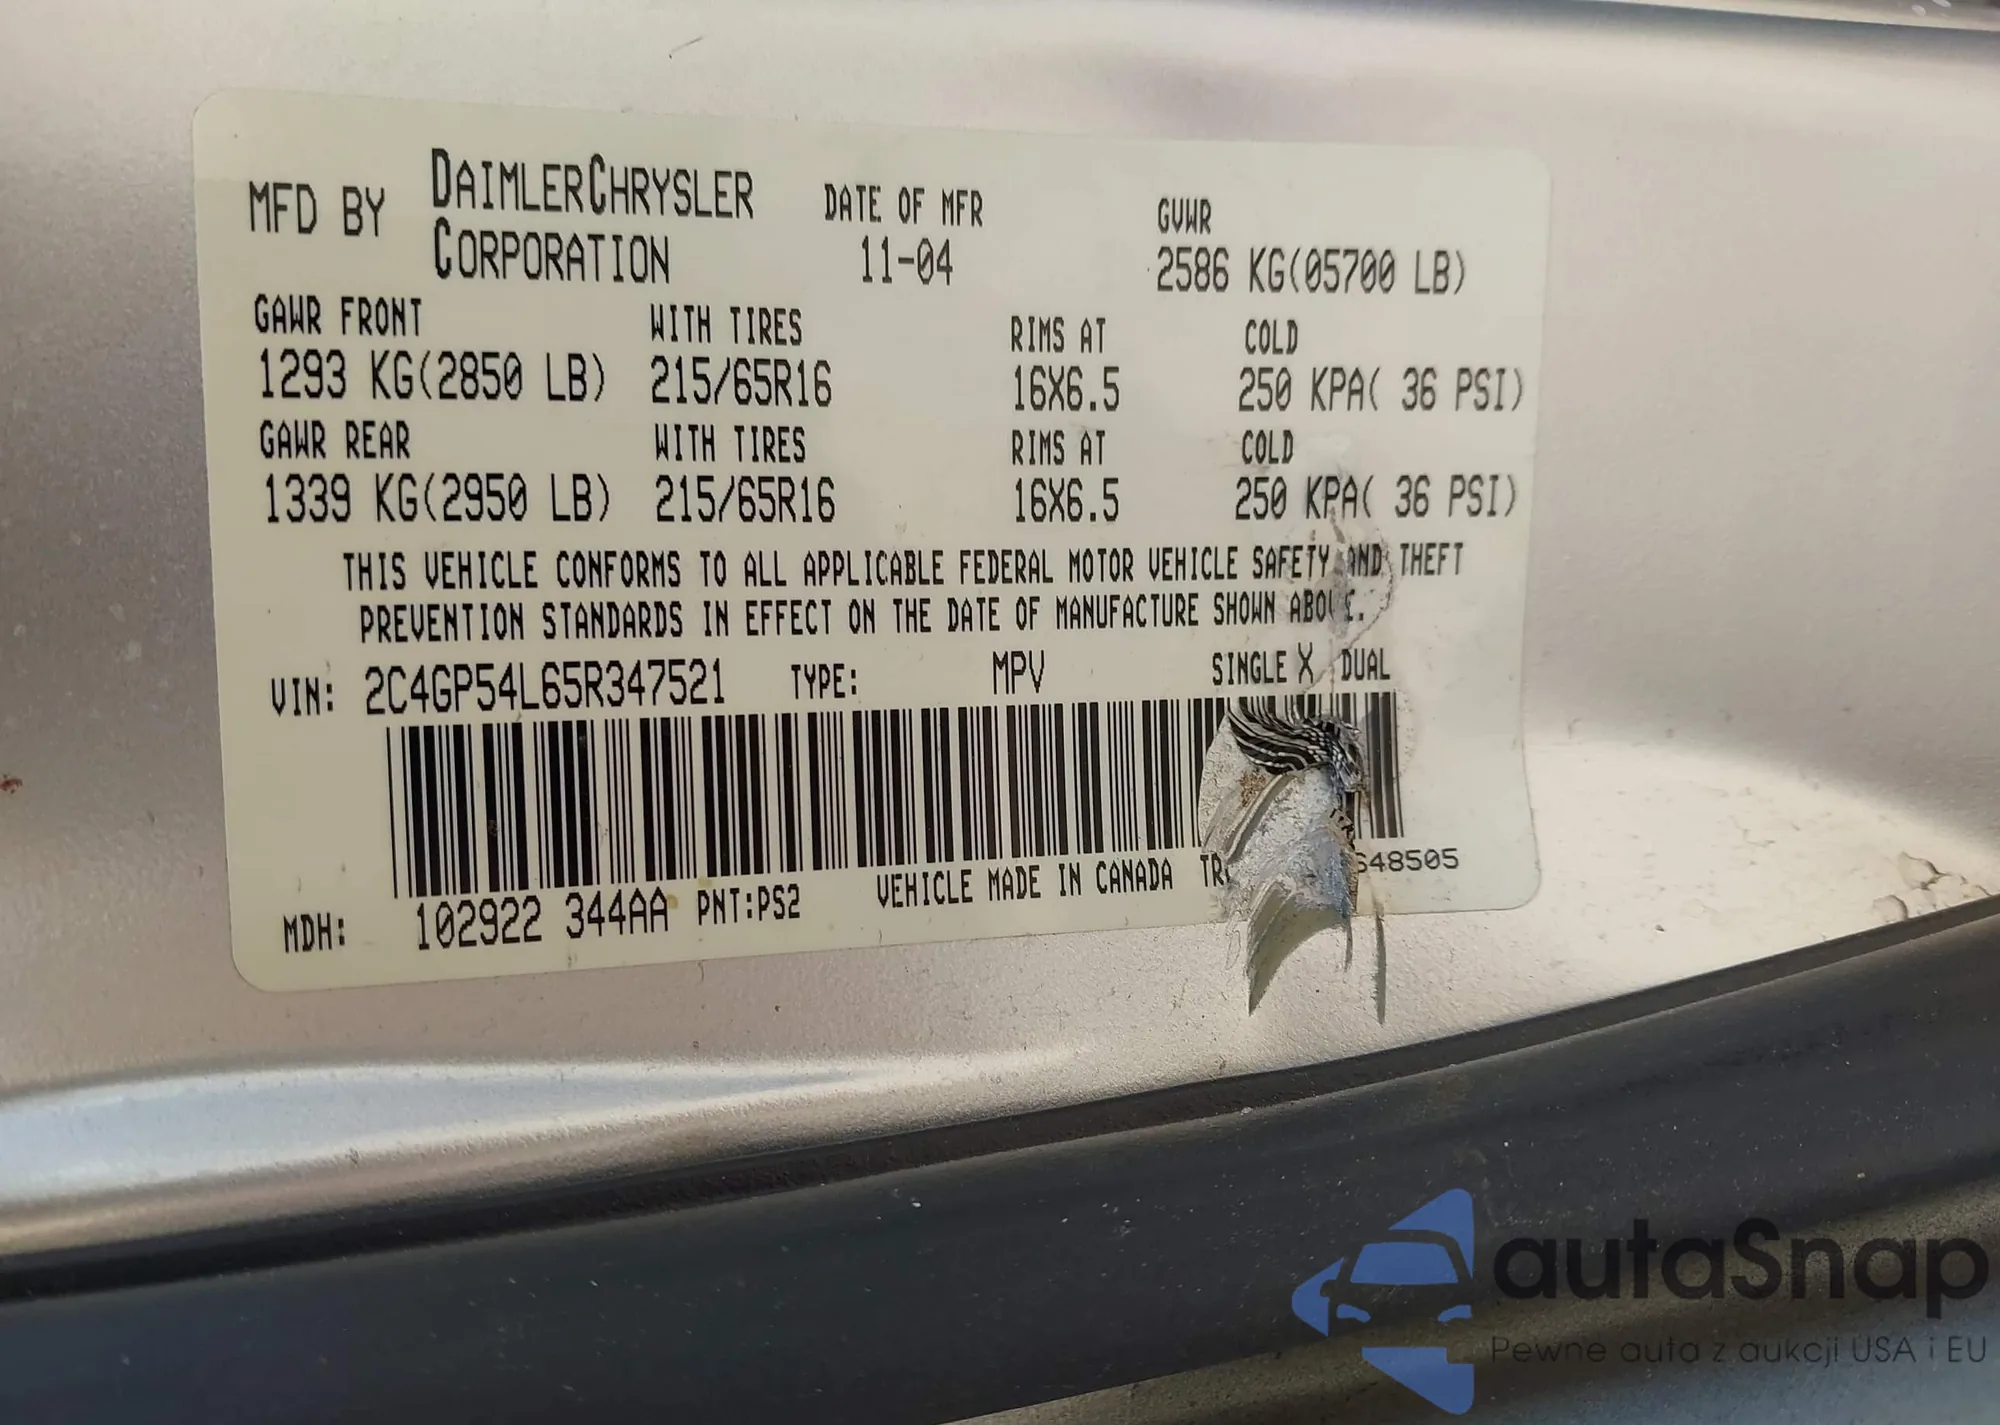 MFD BY DAIMLERCHRYSLER CORPORATION
DATE OF MFR
11-04
GVWR
2586 KG(05700 LB)
GAWR FRONT WITH TIRES RIMS AT COLD
1293 KG(2850 LB) 215/65R16 16X6.5 250 KPA( 36 PSI)
GAWR REAR WITH TIRES RIMS AT COLD
1339 KG(2950 LB) 215/65R16 16X6.5 250 KPA( 36 PSI)
THIS VEHICLE CONFORMS TO ALL APPLICABLE FEDERAL MOTOR VEHICLE SAFETY AND THEFT
PREVENTION STANDARDS IN EFFECT ON THE DATE OF MANUFACTURE SHOWN ABOVE.
VIN: 2C4GP54L65R347521 TYPE: MPV SINGLE X DUAL
VEHICLE MADE IN CANADA 648505
MDH: 102922 344AA PNT:PS2
autaSnap
Pewne auta z aukcji USA i EU